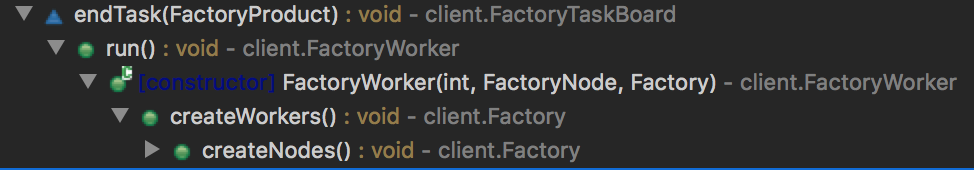 endTask(FactoryProduct) : void – client.FactoryTaskBoard
run() : void – client.FactoryWorker
[constructor] FactoryWorker(int, FactoryNode, Factory) – client.FactoryWorker
createWorkers() : void – client.Factory
createNodes() : void – client.Factory